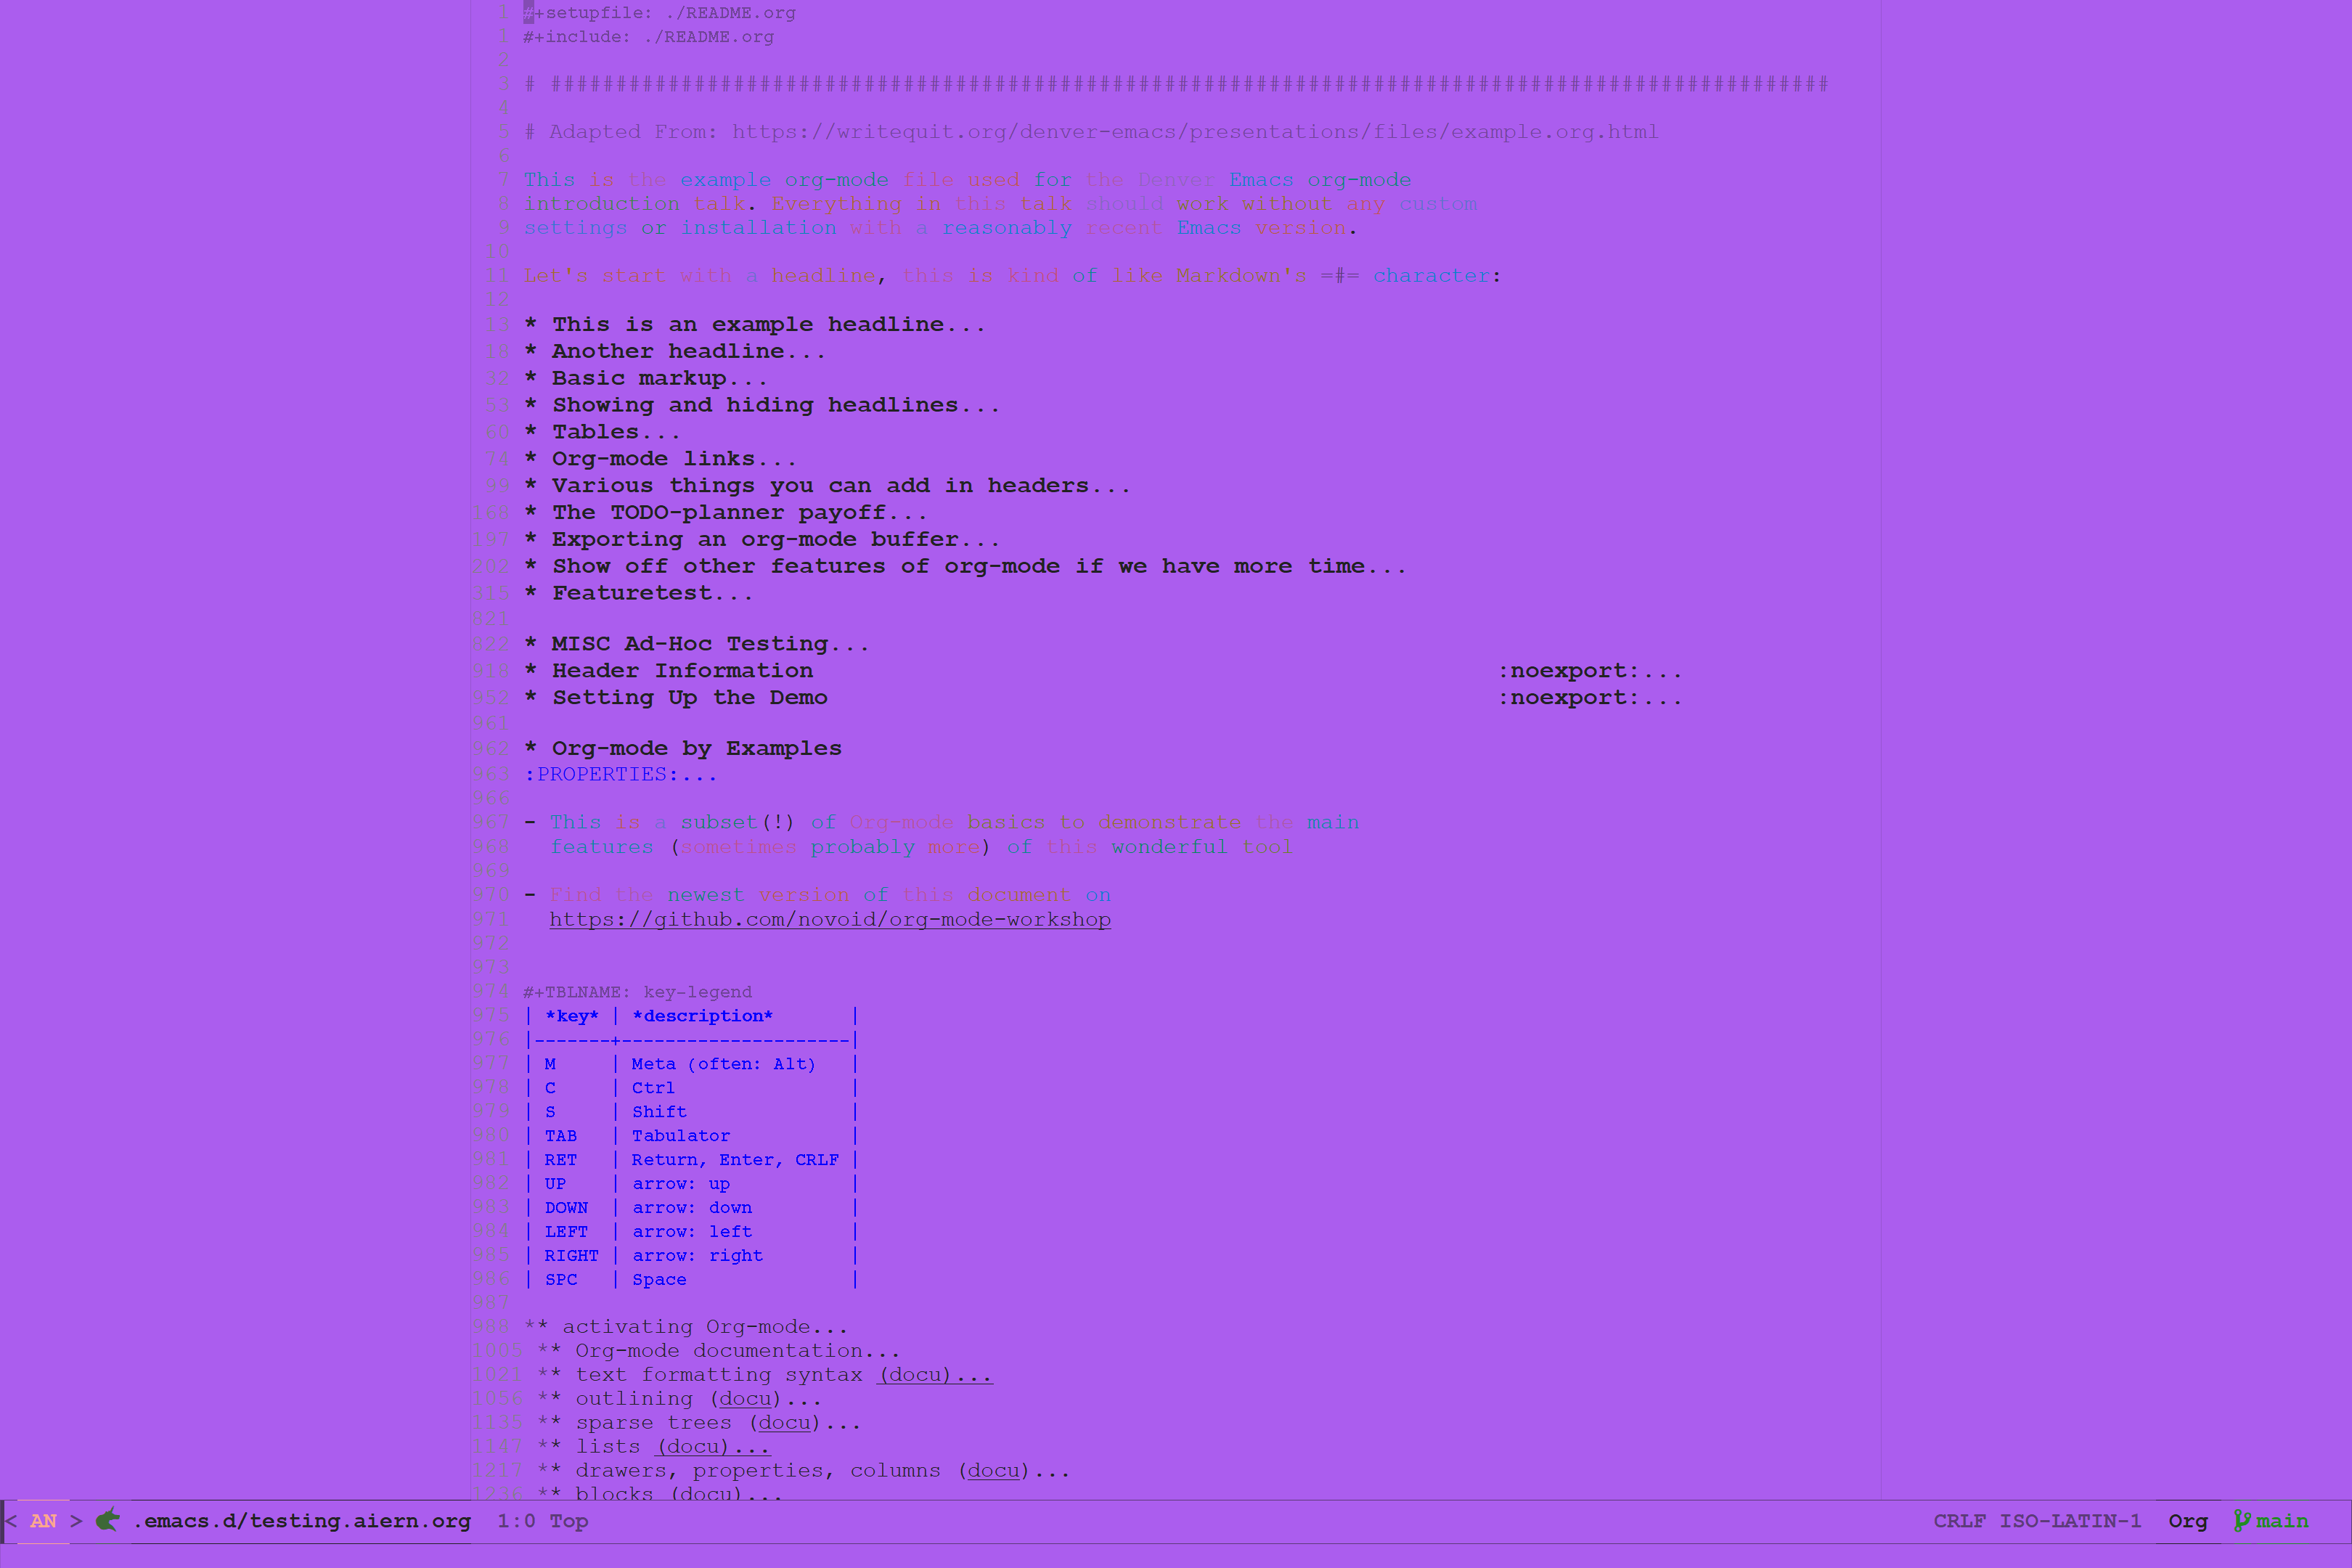 1 #+setupfile: ./README.org
1 #+include: ./README.org
2
3 # ##################################################################################################
4
5 # Adapted From: https://writequit.org/denver-emacs/presentations/files/example.org.html
6
7 This is the example org-mode file used for the Denver Emacs org-mode
8 introduction talk. Everything in this talk should work without any custom
9 settings or installation with a reasonably recent Emacs version.
10
11 Let's start with a headline, this is kind of like Markdown's =#= character:
12
13 * This is an example headline...
18 * Another headline...
32 * Basic markup...
53 * Showing and hiding headlines...
60 * Tables...
74 * Org-mode links...
99 * Various things you can add in headers...
168 * The TODO-planner payoff...
197 * Exporting an org-mode buffer...
202 * Show off other features of org-mode if we have more time...
315 * Featuretest...
821
822 * MISC Ad-Hoc Testing...
918 * Header Information :noexport:...
952 * Setting Up the Demo :noexport:...
961
962 * Org-mode by Examples
963 :PROPERTIES:...
966
967 - This is a subset(!) of Org-mode basics to demonstrate the main
968 features (sometimes probably more) of this wonderful tool
969
970 - Find the newest version of this document on
971 https://github.com/novoid/org-mode-workshop
972
973
974 #+TBLNAME: key-legend
975 | *key* | *description* |
976 |-------+---------------------|
977 | M | Meta (often: Alt) |
978 | C | Ctrl |
979 | S | Shift |
980 | TAB | Tabulator |
981 | RET | Return, Enter, CRLF |
982 | UP | arrow: up |
983 | DOWN | arrow: down |
984 | LEFT | arrow: left |
985 | RIGHT | arrow: right |
986 | SPC | Space |
987
988 ** activating Org-mode...
1005 ** Org-mode documentation...
1021 ** text formatting syntax (docu)...
1056 ** outlining (docu)...
1135 ** sparse trees (docu)...
1147 ** lists (docu)...
1217 ** drawers, properties, columns (docu)...
1236 ** blocks (docu)...
< AN > .emacs.d/testing.aiern.org 1:0 Top CRLF ISO-LATIN-1 Org main